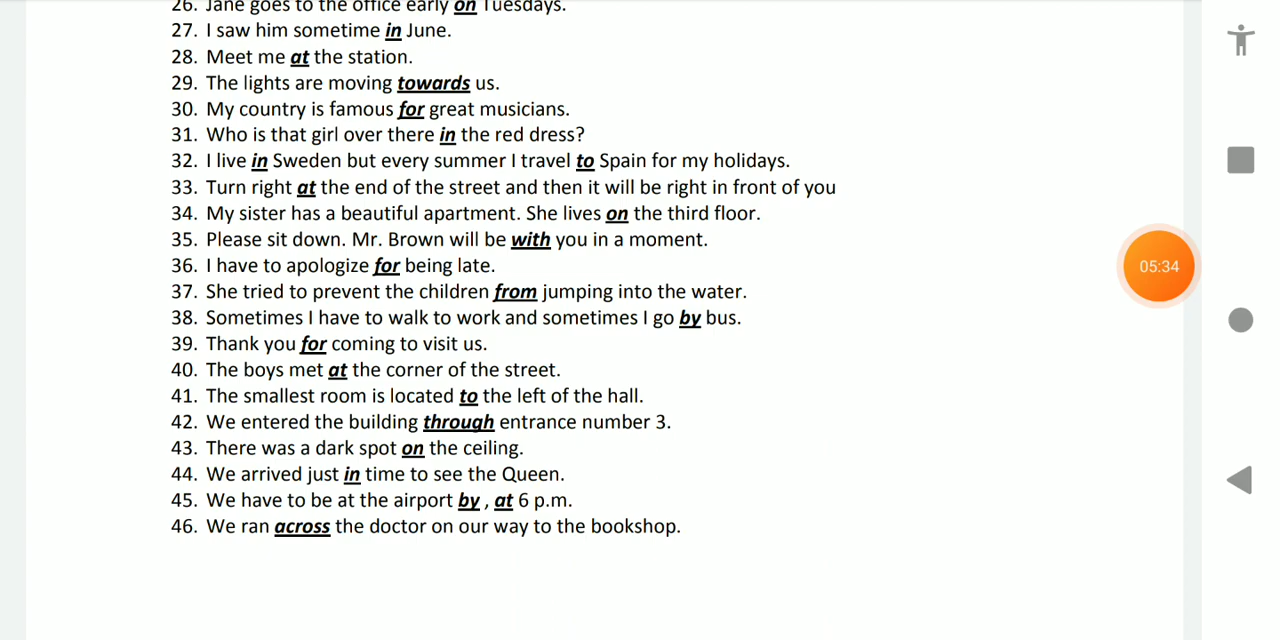 26. Jane goes to the office early on Tuesdays.
27. I saw him sometime in June.
28. Meet me at the station.
29. The lights are moving towards us.
30. My country is famous for great musicians.
31. Who is that girl over there in the red dress?
32. I live in Sweden but every summer I travel to Spain for my holidays.
33. Turn right at the end of the street and then it will be right in front of you
34. My sister has a beautiful apartment. She lives on the third floor.
35. Please sit down. Mr. Brown will be with you in a moment.
36. I have to apologize for being late.
37. She tried to prevent the children from jumping into the water.
38. Sometimes I have to walk to work and sometimes I go by bus.
39. Thank you for coming to visit us.
40. The boys met at the corner of the street.
41. The smallest room is located to the left of the hall.
42. We entered the building through entrance number 3.
43. There was a dark spot on the ceiling.
44. We arrived just in time to see the Queen.
45. We have to be at the airport by , at 6 p.m.
46. We ran across the doctor on our way to the bookshop.
05:34